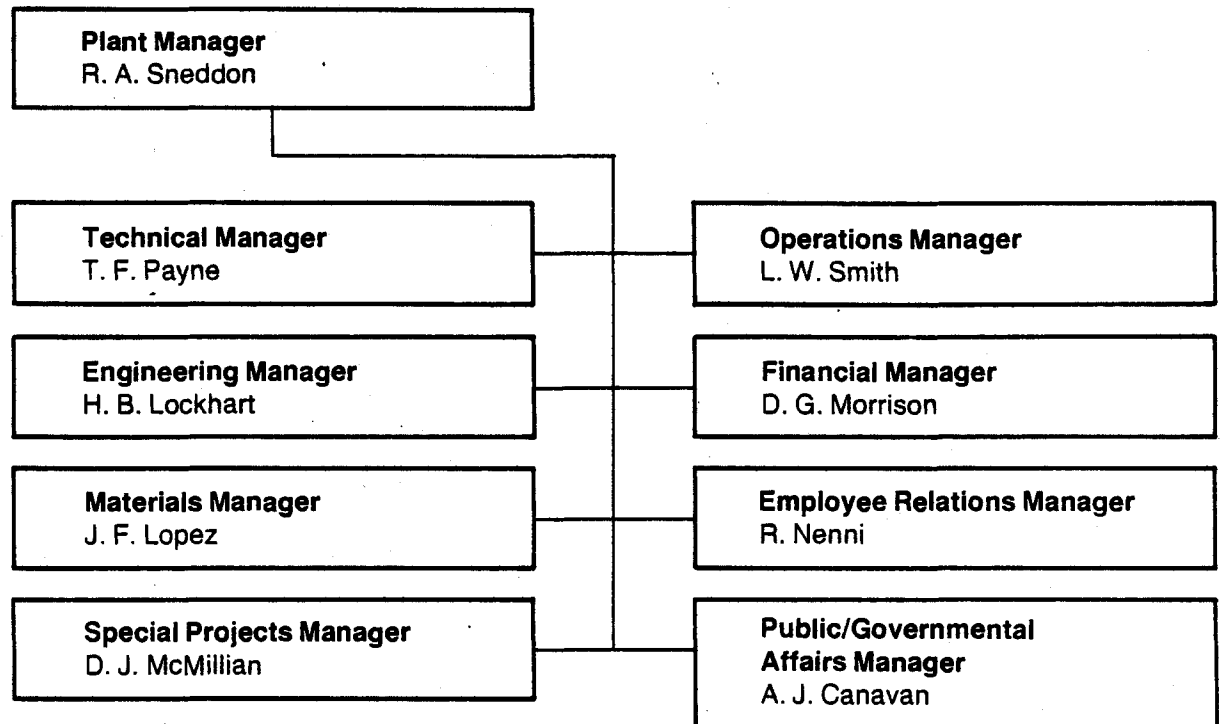 Plant Manager
R. A. Sneddon
Technical Manager
T. F. Payne
Operations Manager
L. W. Smith
Engineering Manager
H. B. Lockhart
Financial Manager
D. G. Morrison
Materials Manager
J. F. Lopez
Employee Relations Manager
R. Nenni
Special Projects Manager
D. J. McMillian
Public/Governmental
Affairs Manager
A. J. Canavan